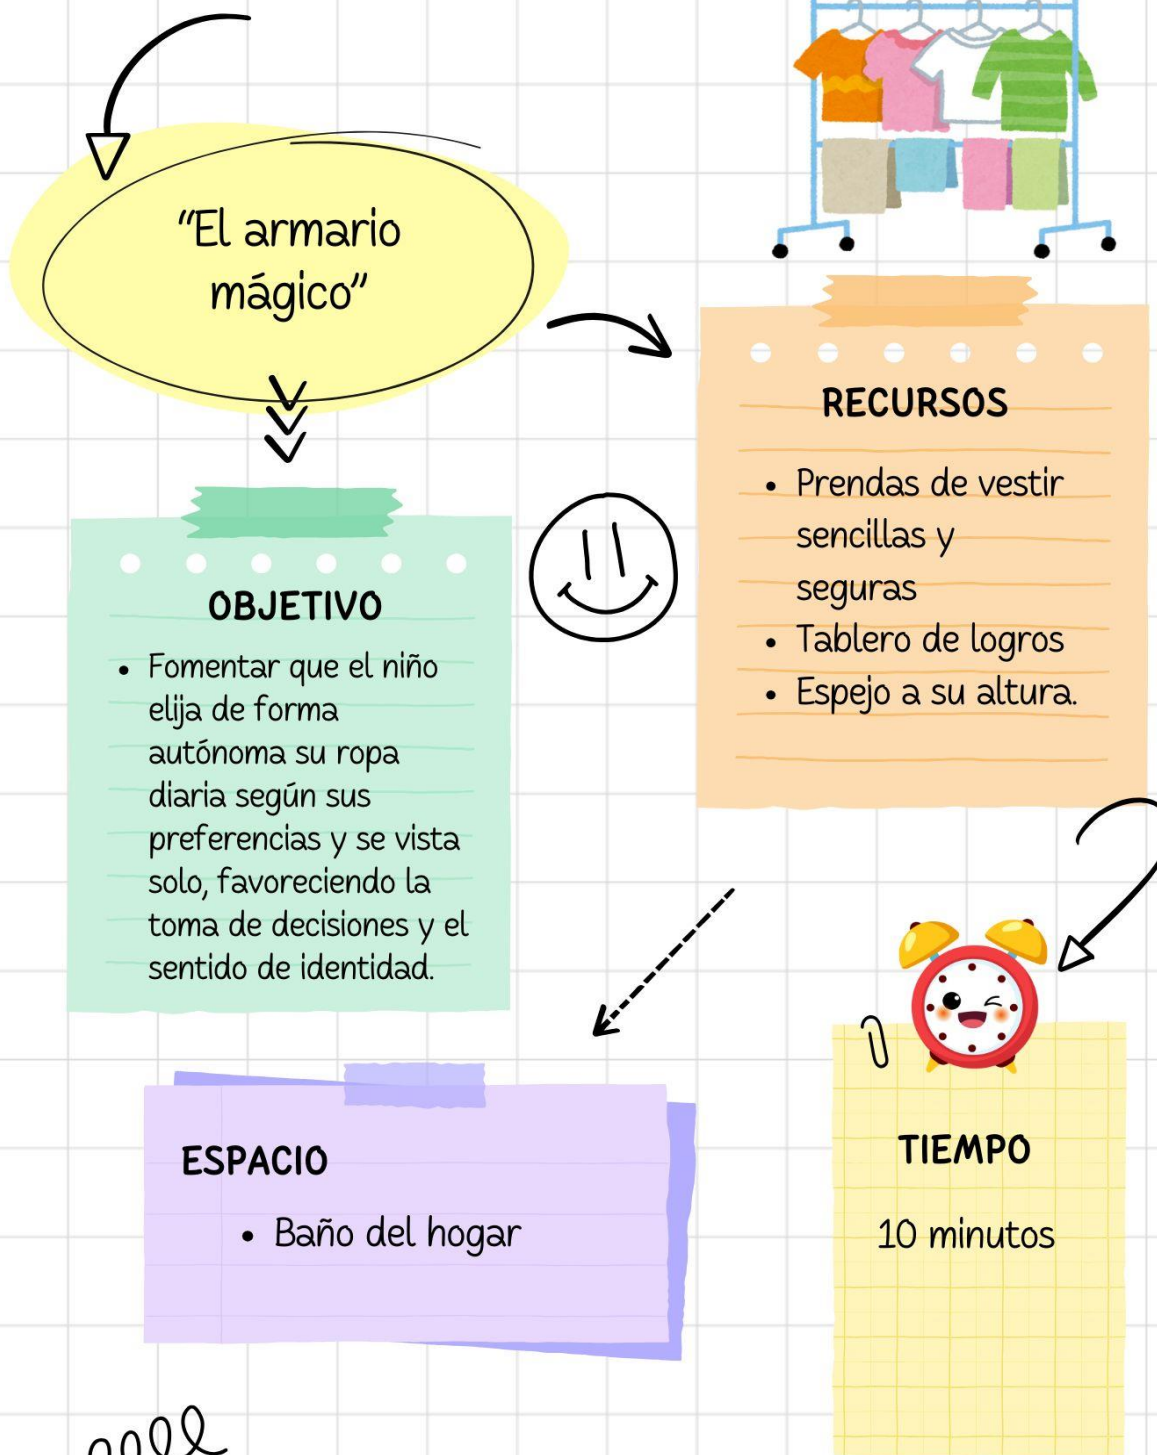 “El armario
mágico”
RECURSOS
• Prendas de vestir
sencillas y
seguras
• Tablero de logros
• Espejo a su altura.
OBJETIVO
• Fomentar que el niño
elija de forma
autónoma su ropa
diaria según sus
preferencias y se vista
solo, favoreciendo la
toma de decisiones y el
sentido de identidad.
ESPACIO
• Baño del hogar
TIEMPO
10 minutos